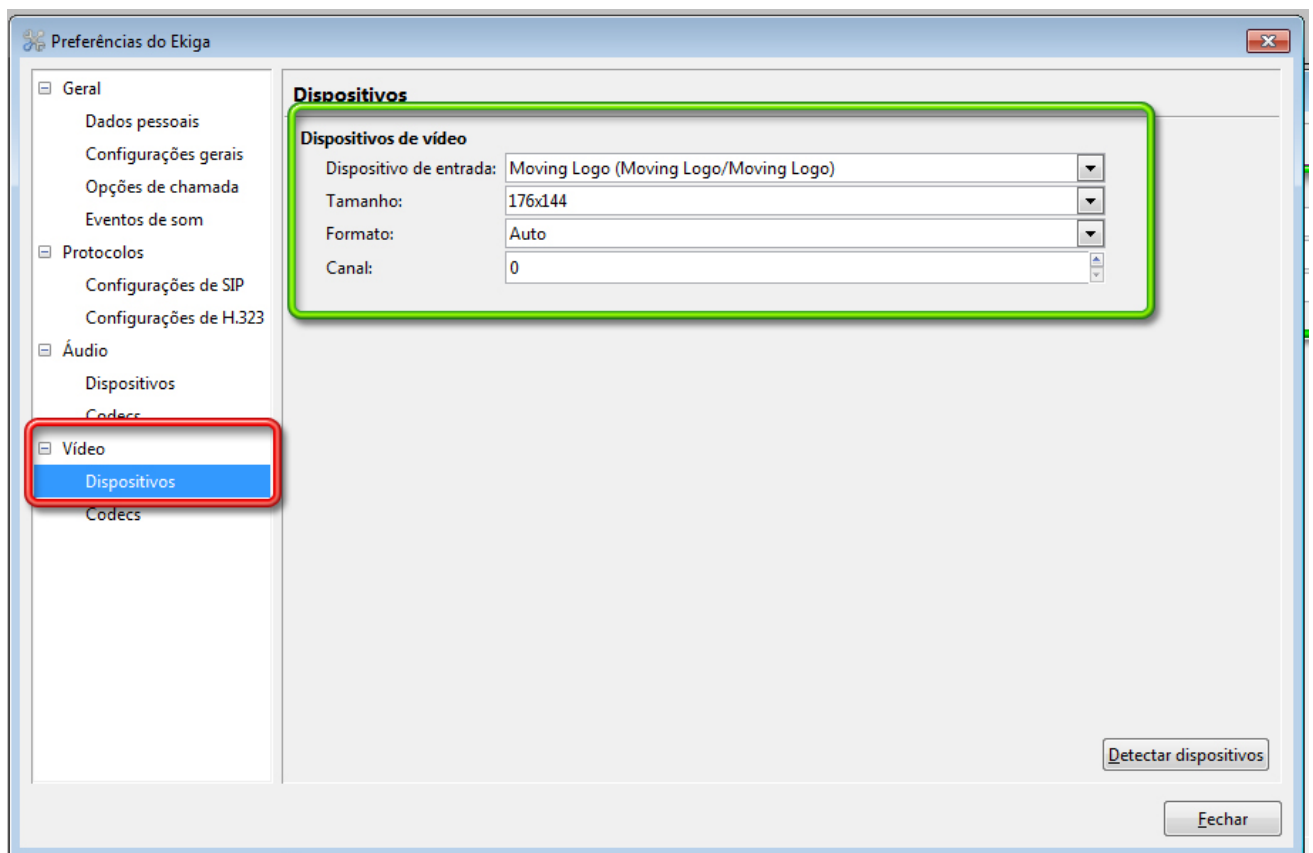 Preferências do Ekiga
Geral
Dados pessoais
Configurações gerais
Opções de chamada
Eventos de som
Protocolos
Configurações de SIP
Configurações de H.323
Áudio
Dispositivos
Codecs
Vídeo
Dispositivos
Codecs
Dispositivos
Dispositivos de vídeo
Dispositivo de entrada: Moving Logo (Moving Logo/Moving Logo)
Tamanho: 176x144
Formato: Auto
Canal: 0
Detectar dispositivos
Fechar